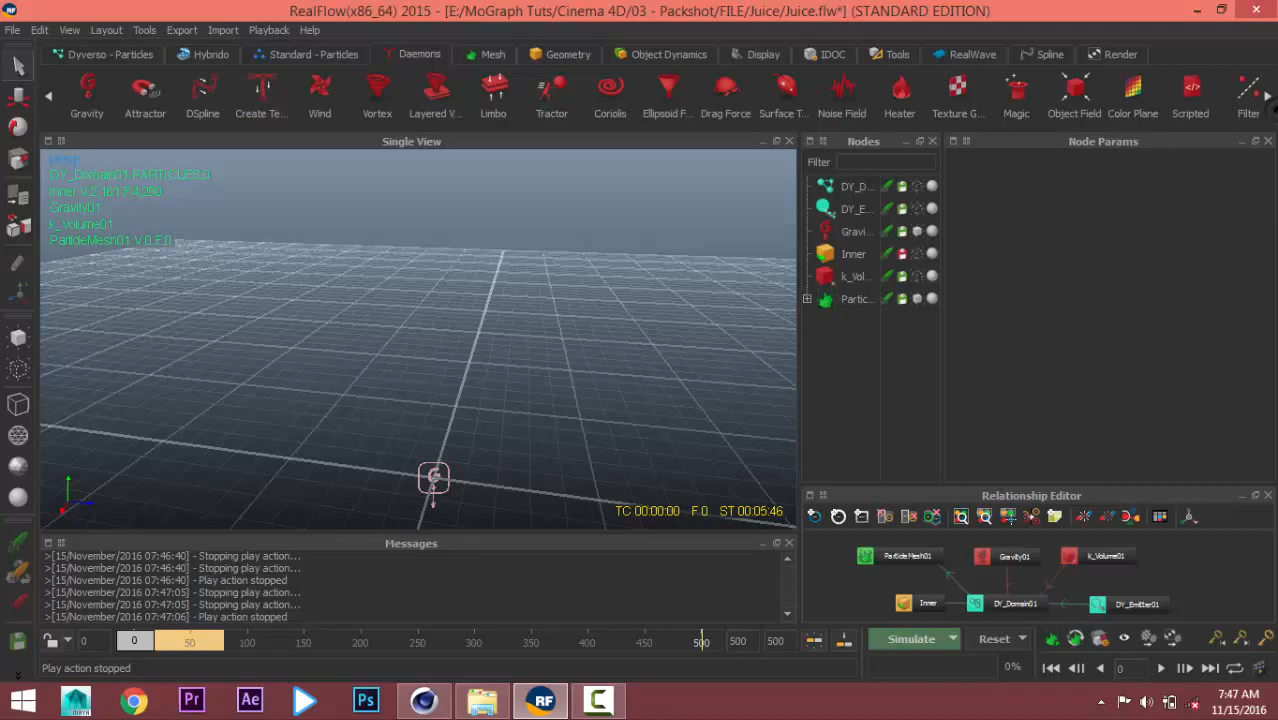 RealFlow(x86_64) 2015 - [E:/MoGraph Tuts/Cinema 4D/03 - Packshot/FILE/Juice/Juice.flw*] (STANDARD EDITION)
File Edit View Layout Tools Export Import Playback Help
Dyverso - Particles Hybrido Standard - Particles Daemons Mesh Geometry Object Dynamics Display IDOC Tools RealWave Spline Render
Gravity Attractor DSpline Create Te... Wind Vortex Layered V... Limbo Tractor Coriolis Ellipsoid F... Drag Force Surface T... Noise Field Heater Texture G... Magic Object Field Color Plane Scripted Filter
Single View Nodes Node Params
Filter
DY_Domain01 PARTICLES:0
Inner V:2,161 F:4,290
Gravity01
k_Volume01
ParticleMesh01 V:0 F:0
DY_D...
DY_E...
Gravi...
Inner
k_Vol...
Partic...
G
TC 00:00:00 F 0 ST 00:05:46
Relationship Editor
ParticleMesh01 Gravity01 k_Volume01
Inner DY_Domain01 DY_Emitter01
Messages
>[15/November/2016 07:46:40] - Stopping play action...
>[15/November/2016 07:46:40] - Stopping play action...
>[15/November/2016 07:46:40] - Play action stopped
>[15/November/2016 07:47:05] - Stopping play action...
>[15/November/2016 07:47:05] - Stopping play action...
>[15/November/2016 07:47:06] - Play action stopped
0 0 50 100 150 200 250 300 350 400 450 500 500 500
Simulate Reset
Play action stopped
0% 0
MAYA Pr Ae Ps RF C
7:47 AM
11/15/2016